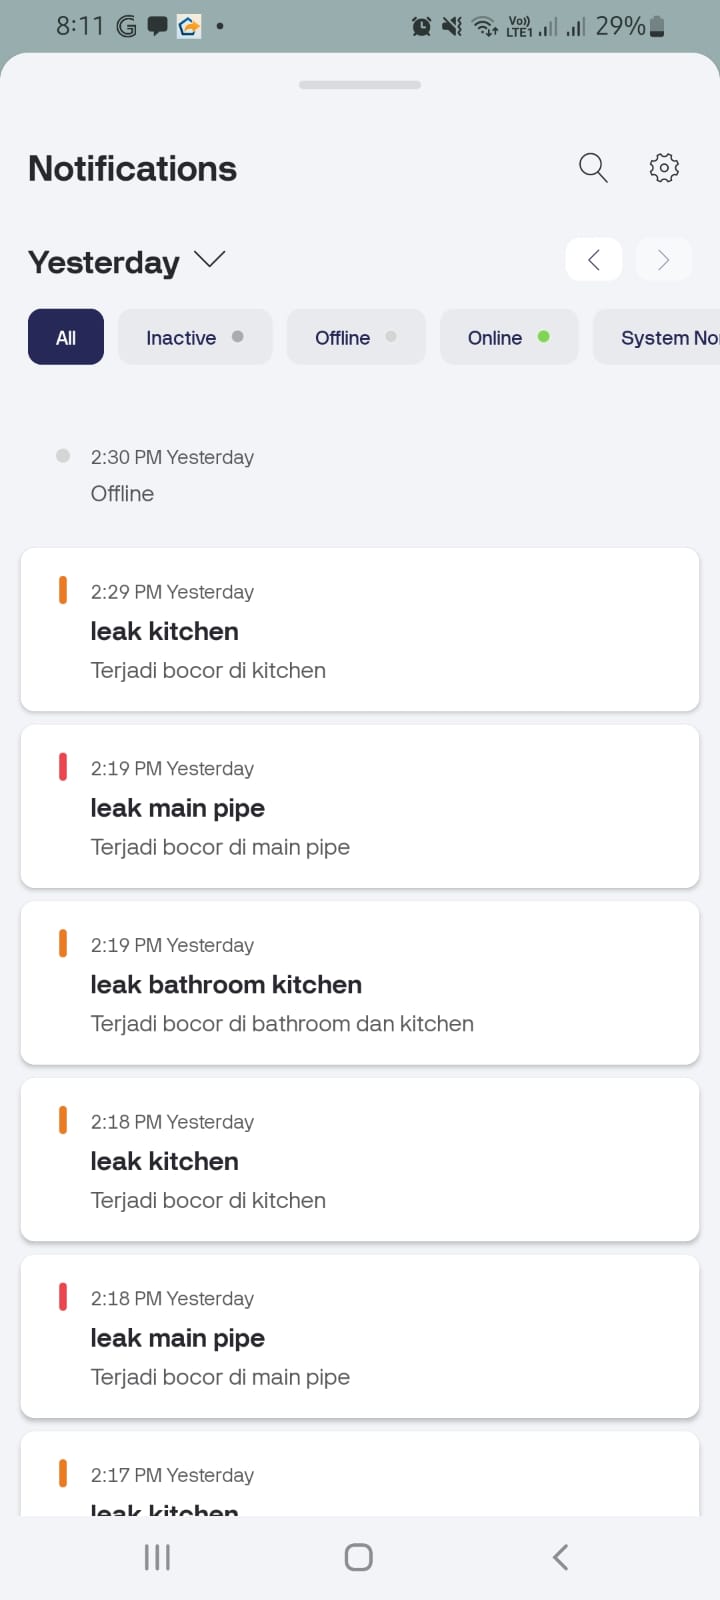 8:11
Vo))
LTE1
29%
Notifications
Yesterday
All
Inactive
Offline
Online
System No
2:30 PM Yesterday
Offline
2:29 PM Yesterday
leak kitchen
Terjadi bocor di kitchen
2:19 PM Yesterday
leak main pipe
Terjadi bocor di main pipe
2:19 PM Yesterday
leak bathroom kitchen
Terjadi bocor di bathroom dan kitchen
2:18 PM Yesterday
leak kitchen
Terjadi bocor di kitchen
2:18 PM Yesterday
leak main pipe
Terjadi bocor di main pipe
2:17 PM Yesterday
leak kitchen